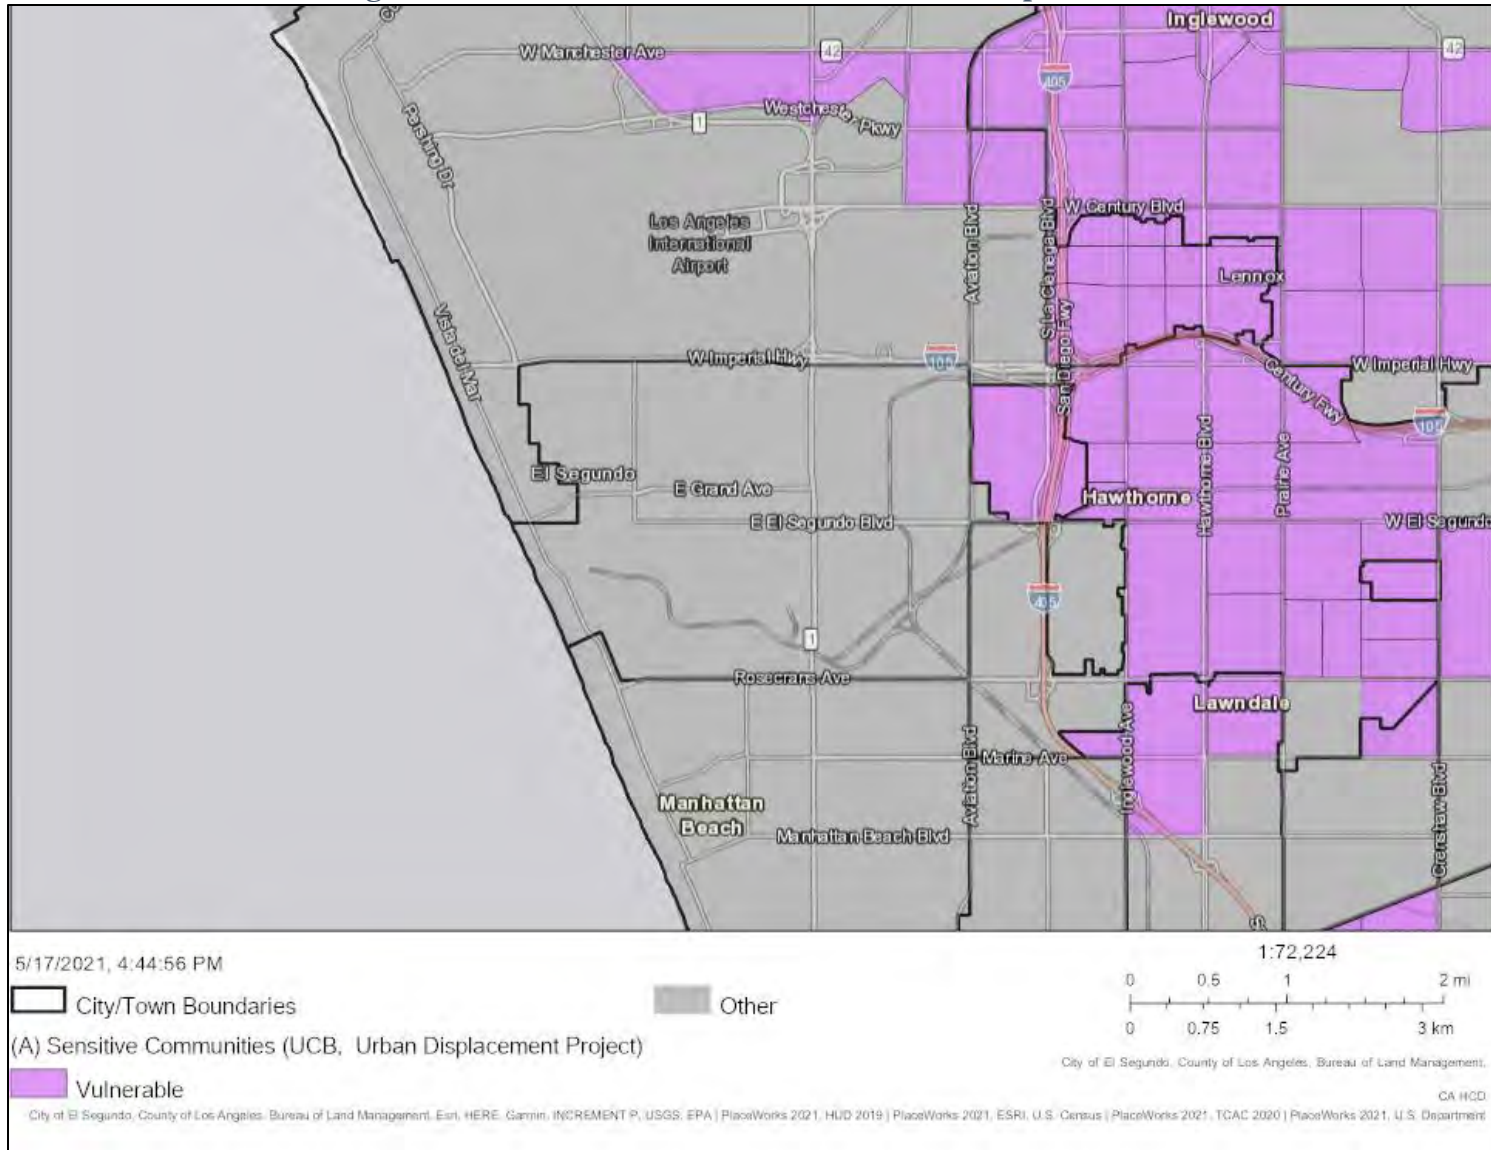 Inglewood
W Manchester Ave
42
42
405
Pershing Dr
1
Westchester Pkwy
Los Angeles
International
Airport
Aviation Blvd
S La Cienega Blvd
W Century Blvd
Lennox
Vista del Mar
San Diego Fwy
W Imperial Hwy
105
Century Fwy
W Imperial Hwy
105
El Segundo
E Grand Ave
Hawthorne
Hawthorne Blvd
Prairie Ave
E El Segundo Blvd
W El Segundo
405
1
Rosecrans Ave
Lawndale
Aviation Blvd
Marine Ave
Inglewood Ave
Crenshaw Blvd
Manhattan
Beach
Manhattan Beach Blvd
5/17/2021, 4:44:56 PM
1:72,224
City/Town Boundaries
Other
0 0.5 1 2 mi
0 0.75 1.5 3 km
(A) Sensitive Communities (UCB, Urban Displacement Project)
Vulnerable
City of El Segundo, County of Los Angeles, Bureau of Land Management,
CA HCD
City of El Segundo, County of Los Angeles, Bureau of Land Management, Esri, HERE, Garmin, INCREMENT P, USGS, EPA | PlaceWorks 2021, HUD 2019 | PlaceWorks 2021, ESRI, U.S. Census | PlaceWorks 2021, TCAC 2020 | PlaceWorks 2021, U.S. Department